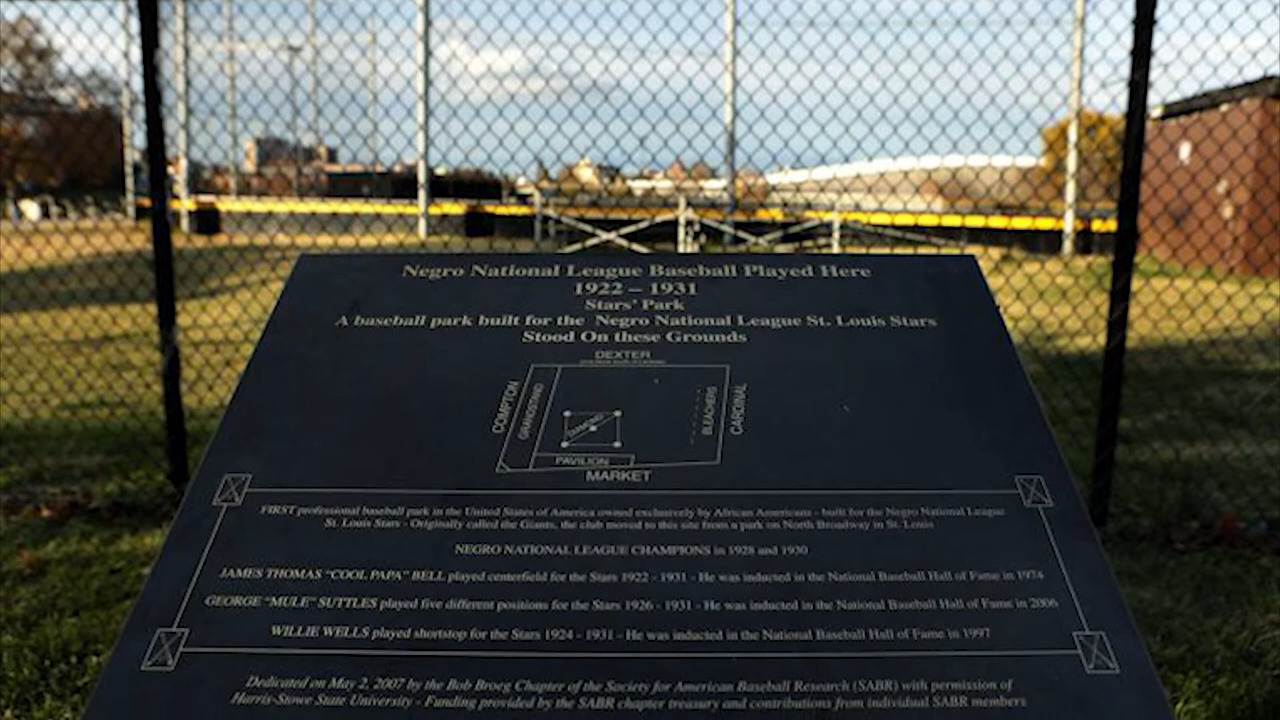 Negro National League Baseball Played Here
1922 – 1931
Stars' Park
A baseball park built for the Negro National League St. Louis Stars
Stood On these Grounds
DEXTER
COMPTON
GRANDSTAND
BLEACHERS
CARDINAL
PAVILION
MARKET
FIRST professional baseball park in the United States of America owned exclusively by African Americans - built for the Negro National League
St. Louis Stars - Originally called the Giants, the club moved to this site from a park on North Broadway in St. Louis
NEGRO NATIONAL LEAGUE CHAMPIONS in 1928 and 1930
JAMES THOMAS "COOL PAPA" BELL played centerfield for the Stars 1922 - 1931 - He was inducted in the National Baseball Hall of Fame in 1974
GEORGE "MULE" SUTTLES played five different positions for the Stars 1926 - 1931 - He was inducted in the National Baseball Hall of Fame in 2006
WILLIE WELLS played shortstop for the Stars 1924 - 1931 - He was inducted in the National Baseball Hall of Fame in 1997
Dedicated on May 2, 2007 by the Bob Broeg Chapter of the Society for American Baseball Research (SABR) with permission of
Harris-Stowe State University - Funding provided by the SABR chapter treasury and contributions from individual SABR members